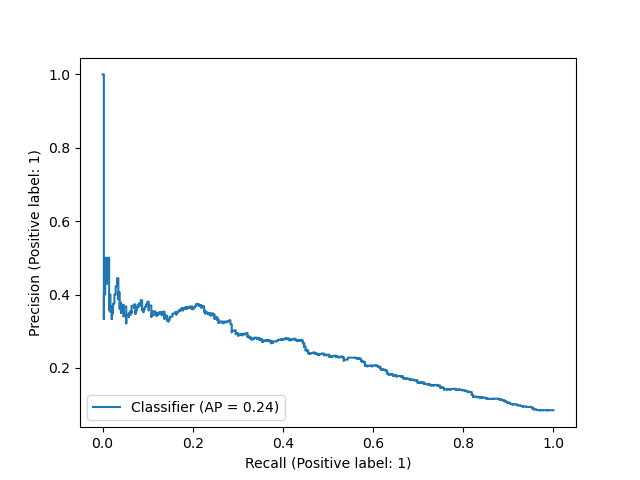 1.0
0.8
0.6
0.4
0.2
Precision (Positive label: 1)
Classifier (AP = 0.24)
0.0 0.2 0.4 0.6 0.8 1.0
Recall (Positive label: 1)